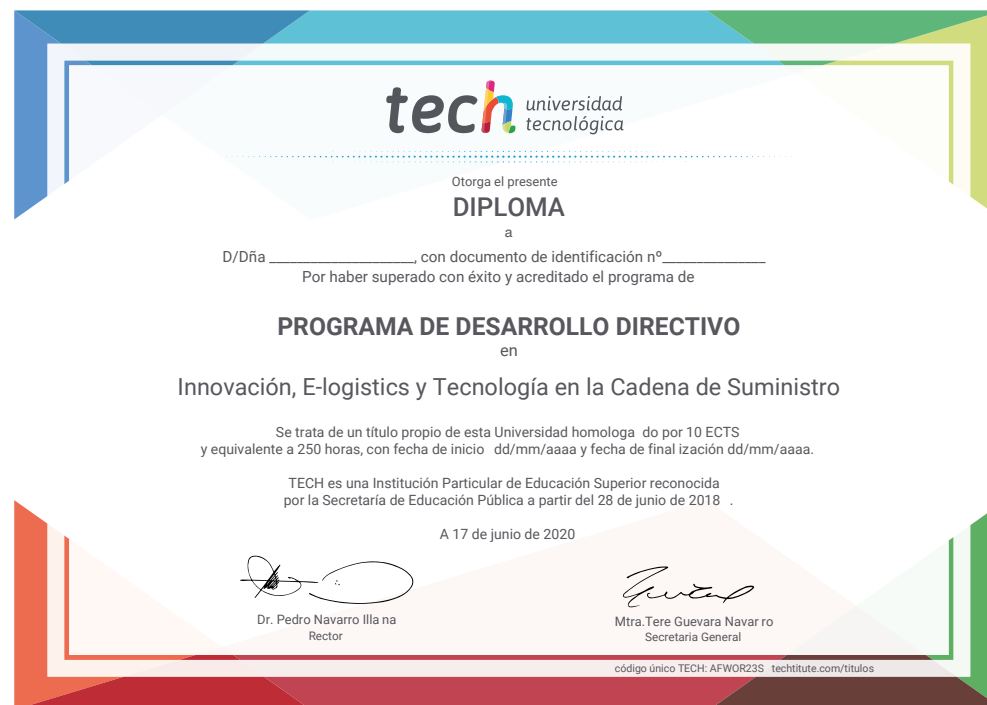 tech universidad
tecnológica
Otorga el presente
DIPLOMA
a
D/Dña ______________________, con documento de identificación nº________________
Por haber superado con éxito y acreditado el programa de
PROGRAMA DE DESARROLLO DIRECTIVO
en
Innovación, E-logistics y Tecnología en la Cadena de Suministro
Se trata de un título propio de esta Universidad homologa do por 10 ECTS
y equivalente a 250 horas, con fecha de inicio dd/mm/aaaa y fecha de final ización dd/mm/aaaa.
TECH es una Institución Particular de Educación Superior reconocida
por la Secretaría de Educación Pública a partir del 28 de junio de 2018 .
A 17 de junio de 2020
Dr. Pedro Navarro Illa na
Rector
Mtra.Tere Guevara Navar ro
Secretaria General
código único TECH: AFWOR23S techtitute.com/titulos